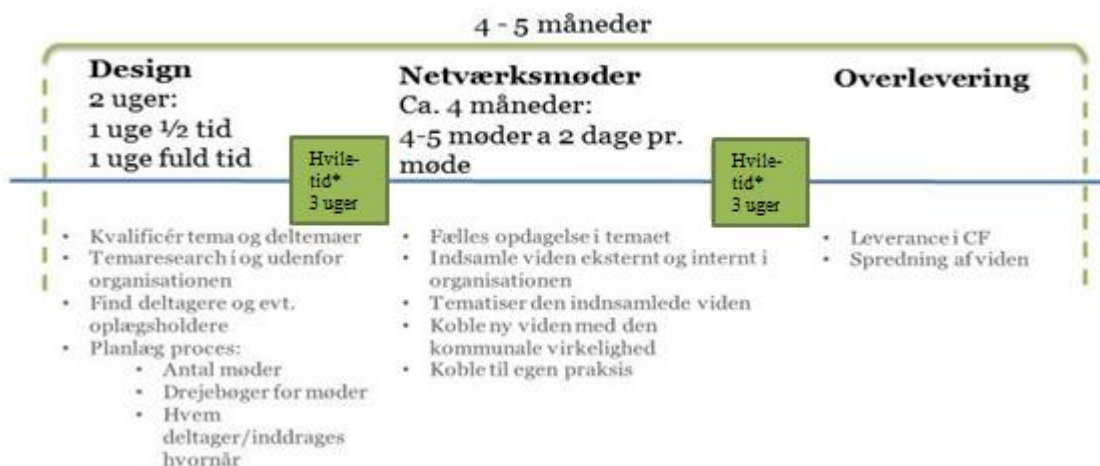 4 - 5 måneder
Design
2 uger:
1 uge ½ tid
1 uge fuld tid
Hvile-
tid*
3 uger
Netværksmøder
Ca. 4 måneder:
4-5 møder a 2 dage pr.
møde
Hvile-
tid*
3 uger
Overlevering
• Kvalificér tema og deltemaer
• Temaresearch i og udenfor
organisationen
• Find deltagere og evt.
oplægsholdere
• Planlæg proces:
• Antal møder
• Drejebøger for møder
• Hvem
deltager/inddrages
hvornår
• Fælles opdagelse i temaet
• Indsamle viden eksternt og internt i
organisationen
• Tematiser den indnsamlede viden
• Koble ny viden med den
kommunale virkelighed
• Koble til egen praksis
• Leverance i CF
• Spredning af viden